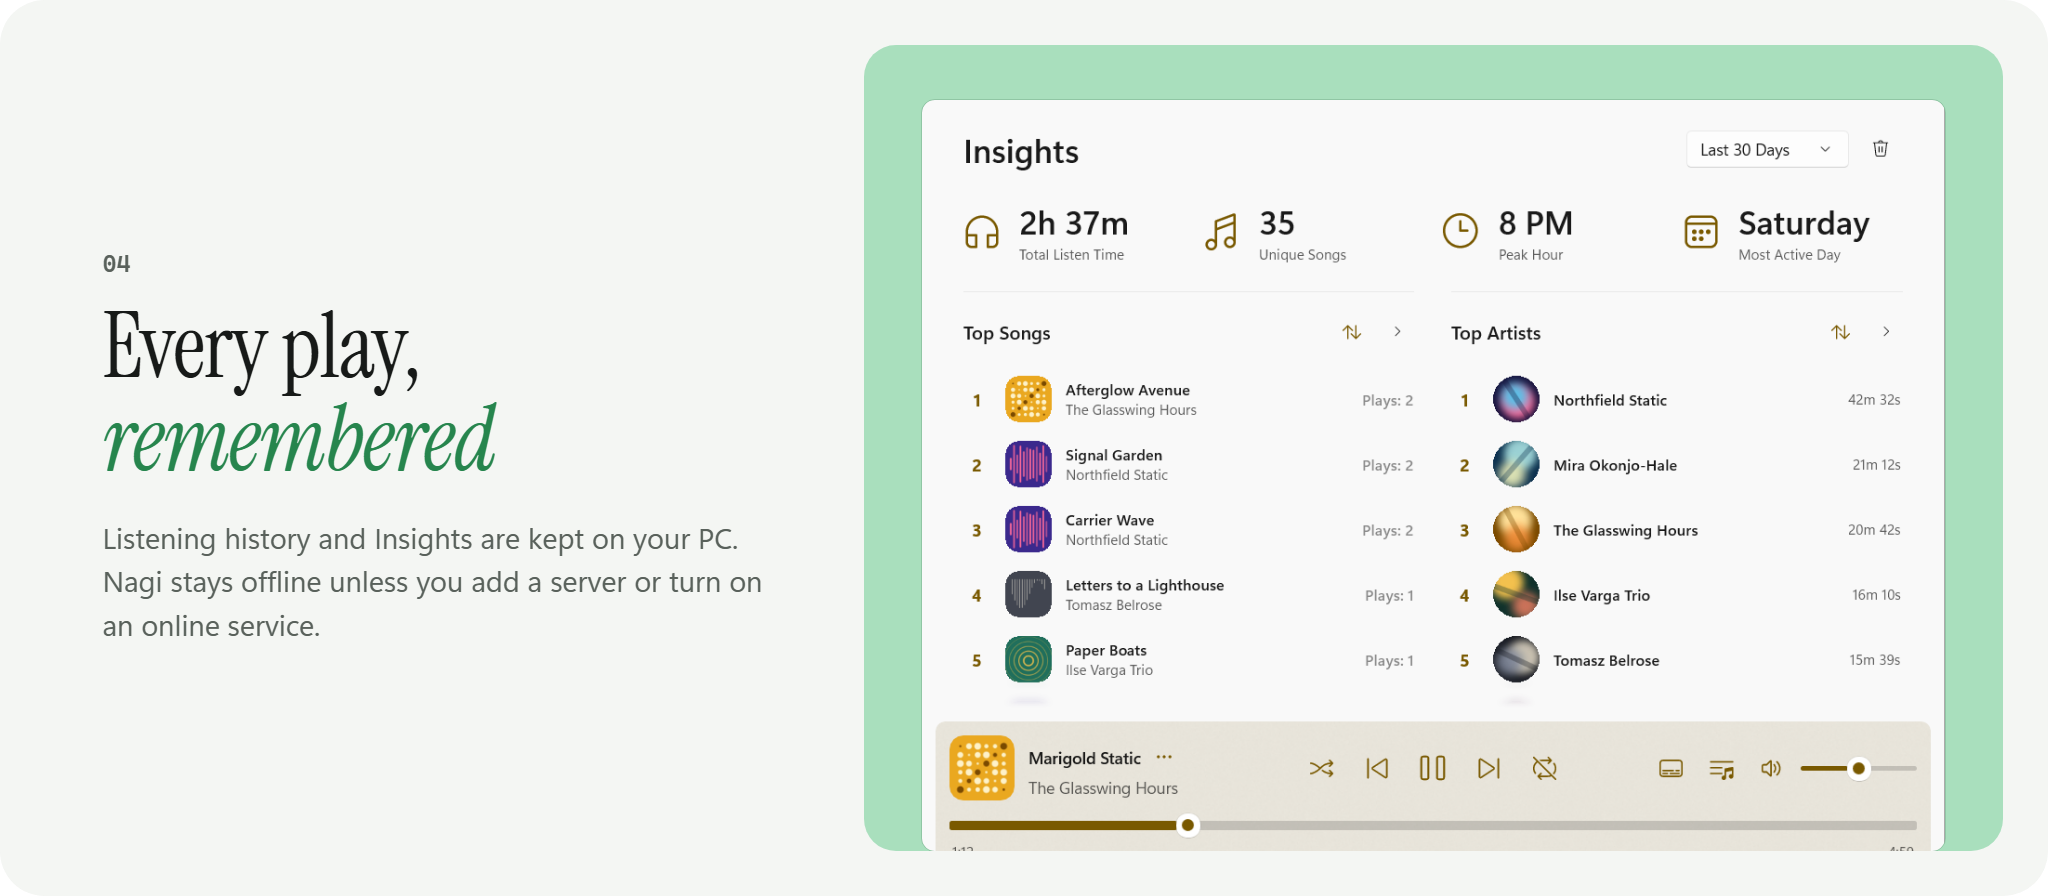 04
Every play,
remembered
Listening history and Insights are kept on your PC.
Nagi stays offline unless you add a server or turn on
an online service.
Insights
Last 30 Days
2h 37m
Total Listen Time
35
Unique Songs
8 PM
Peak Hour
Saturday
Most Active Day
Top Songs
1
Afterglow Avenue
The Glasswing Hours
Plays: 2
2
Signal Garden
Northfield Static
Plays: 2
3
Carrier Wave
Northfield Static
Plays: 2
4
Letters to a Lighthouse
Tomasz Belrose
Plays: 1
5
Paper Boats
Ilse Varga Trio
Plays: 1
Top Artists
1
Northfield Static
42m 32s
2
Mira Okonjo-Hale
21m 12s
3
The Glasswing Hours
20m 42s
4
Ilse Varga Trio
16m 10s
5
Tomasz Belrose
15m 39s
Marigold Static
The Glasswing Hours